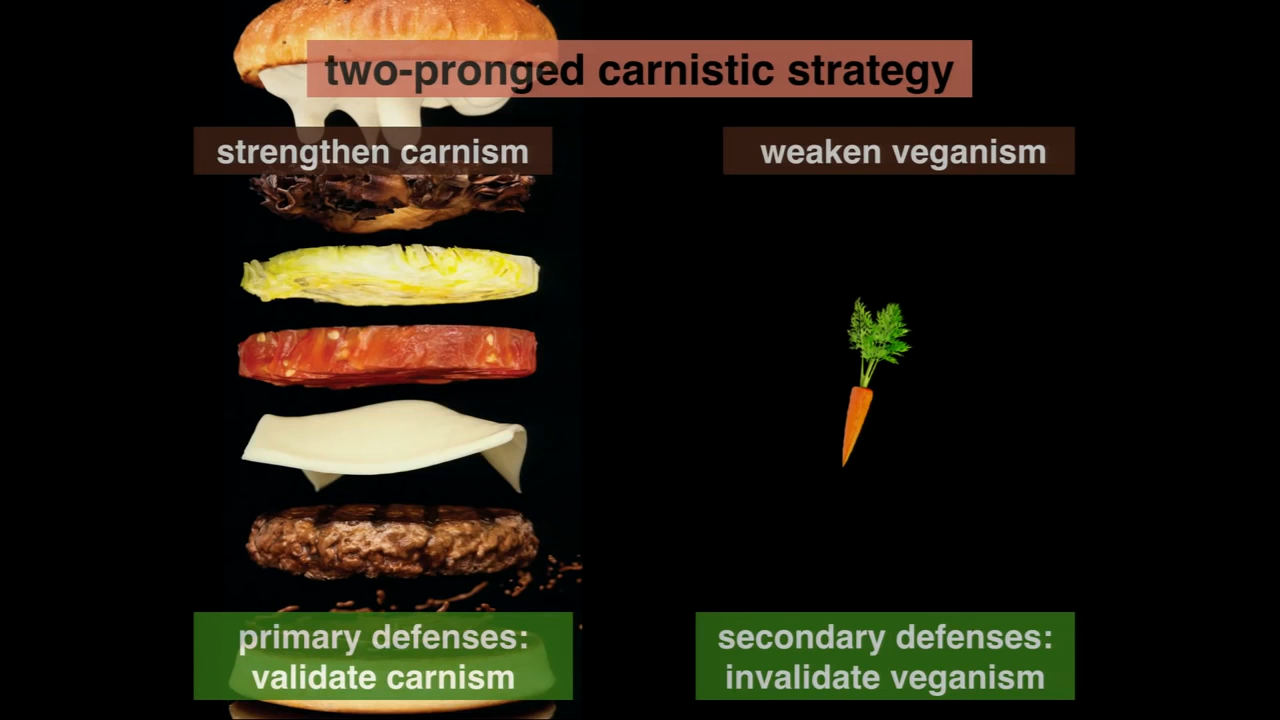 two-pronged carnistic strategy
strengthen carnism
weaken veganism
primary defenses:
validate carnism
secondary defenses:
invalidate veganism